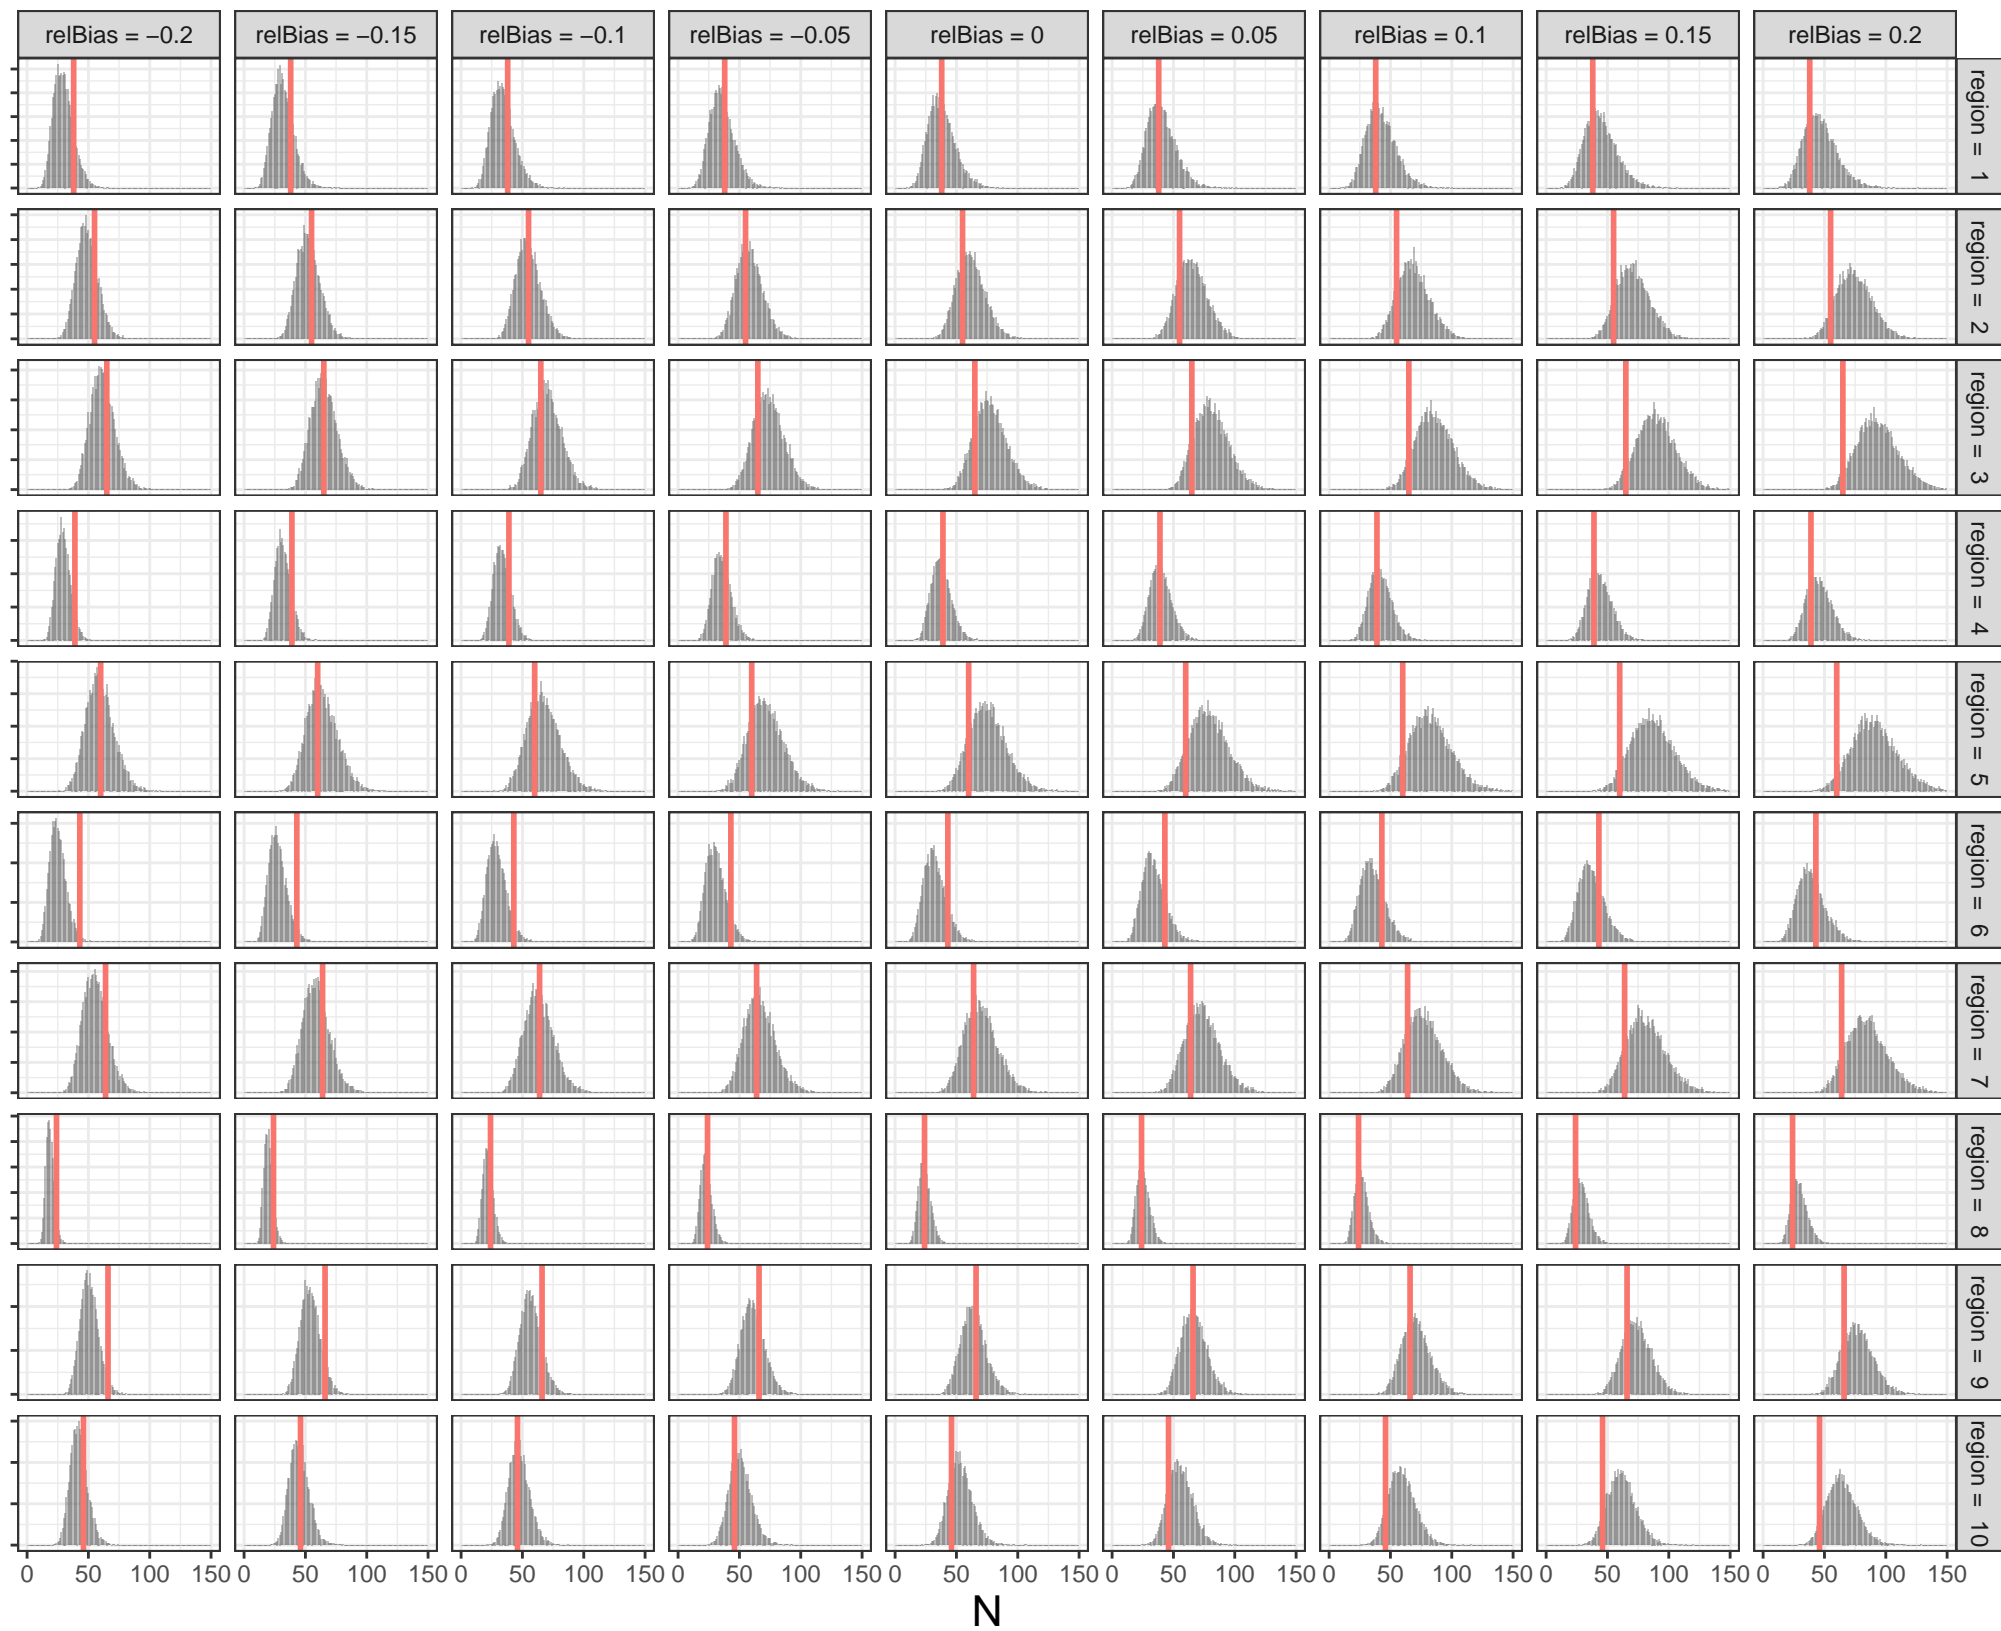 relBias = −0.2 relBias = −0.15 relBias = −0.1 relBias = −0.05 relBias = 0 relBias = 0.05 relBias = 0.1 relBias = 0.15 relBias = 0.2
region = 1
region = 2
region = 3
region = 4
region = 5
region = 6
region = 7
region = 8
region = 9
region = 10
0 50 100 150 0 50 100 150 0 50 100 150 0 50 100 150 0 50 100 150 0 50 100 150 0 50 100 150 0 50 100 150 0 50 100 150
N